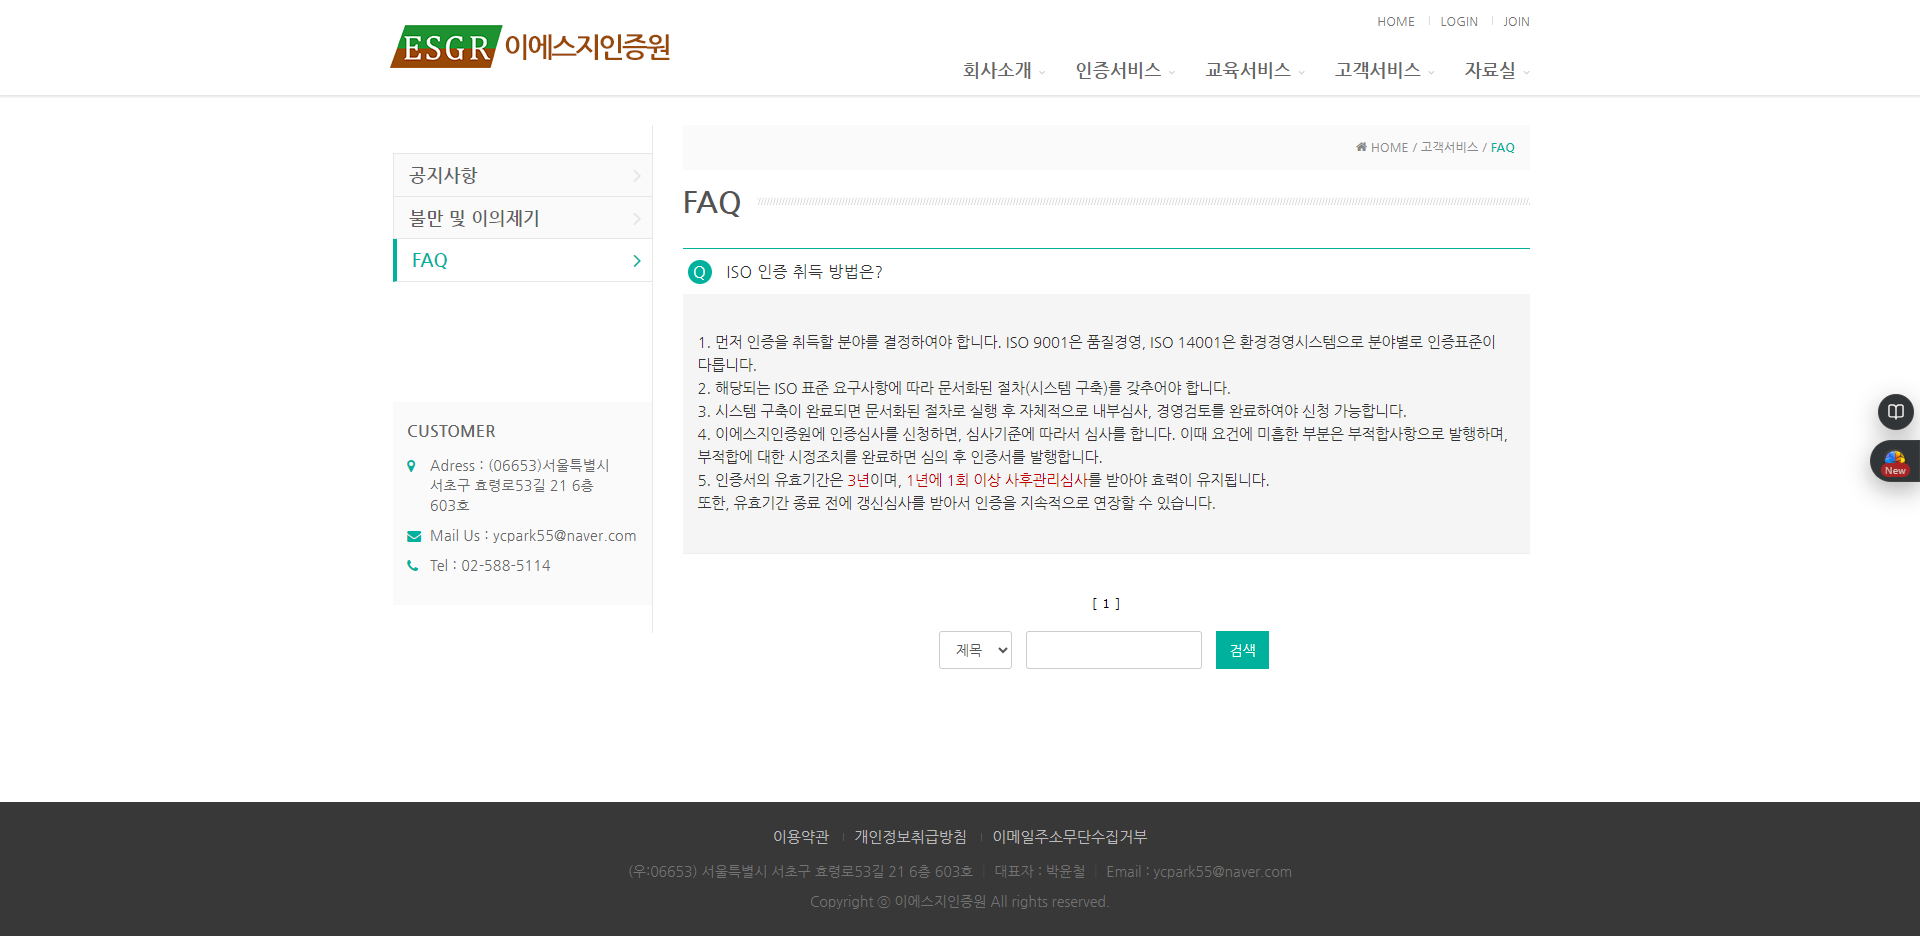 HOME LOGIN JOIN
ESGR 이에스지인증원
회사소개 인증서비스 교육서비스 고객서비스 자료실
HOME / 고객서비스 / FAQ
공지사항
불만 및 이의제기
FAQ
CUSTOMER
Adress : (06653)서울특별시
서초구 효령로53길 21 6층
603호
Mail Us : ycpark55@naver.com
Tel : 02-588-5114
FAQ
Q ISO 인증 취득 방법은?
1. 먼저 인증을 취득할 분야를 결정하여야 합니다. ISO 9001은 품질경영, ISO 14001은 환경경영시스템으로 분야별로 인증표준이
다릅니다.
2. 해당되는 ISO 표준 요구사항에 따라 문서화된 절차(시스템 구축)를 갖추어야 합니다.
3. 시스템 구축이 완료되면 문서화된 절차로 실행 후 자체적으로 내부심사, 경영검토를 완료하여야 신청 가능합니다.
4. 이에스지인증원에 인증심사를 신청하면, 심사기준에 따라서 심사를 합니다. 이때 요건에 미흡한 부분은 부적합사항으로 발행하며,
부적합에 대한 시정조치를 완료하면 심의 후 인증서를 발행합니다.
5. 인증서의 유효기간은 3년이며, 1년에 1회 이상 사후관리심사를 받아야 효력이 유지됩니다.
또한, 유효기간 종료 전에 갱신심사를 받아서 인증을 지속적으로 연장할 수 있습니다.
[ 1 ]
제목 검색
New
이용약관 개인정보취급방침 이메일주소무단수집거부
(우:06653) 서울특별시 서초구 효령로53길 21 6층 603호 | 대표자 : 박윤철 | Email : ycpark55@naver.com
Copyright ⓒ 이에스지인증원 All rights reserved.